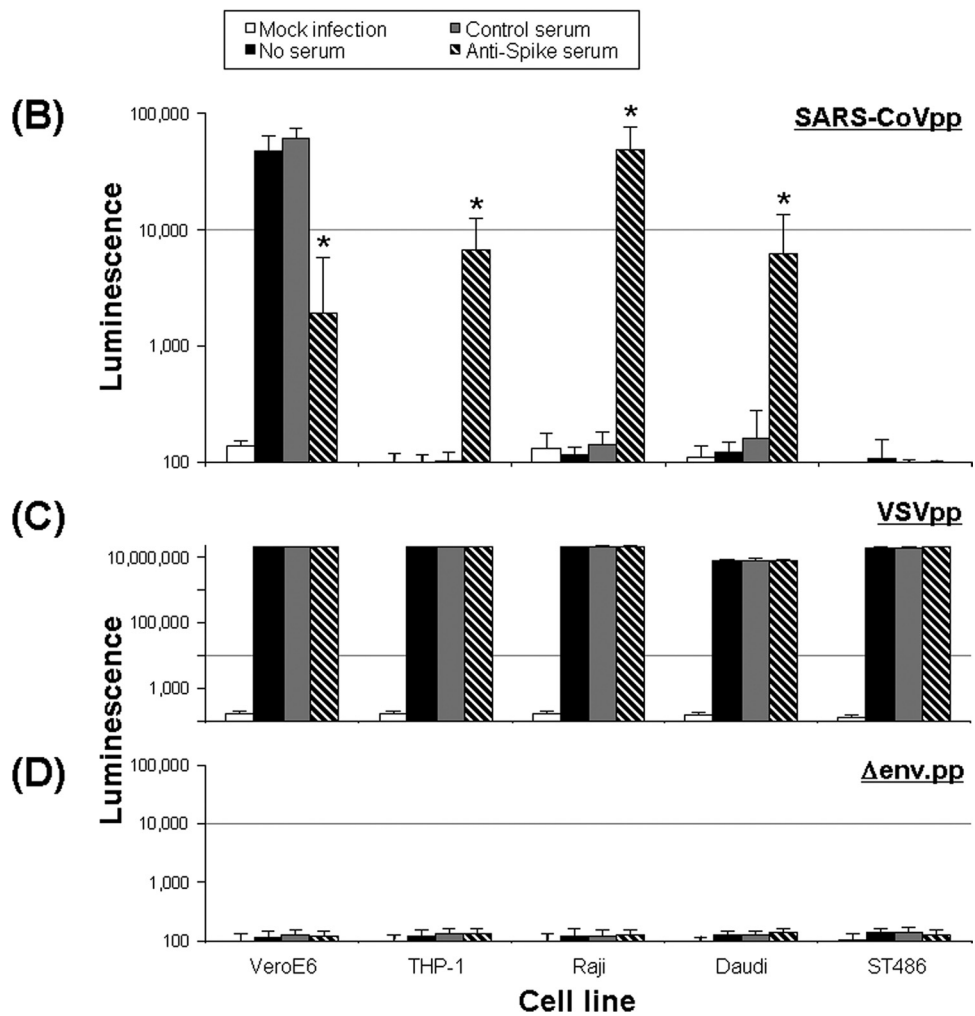 Mock infection Control serum
No serum Anti-Spike serum
(B) SARS-CoVpp
Luminescence
100,000
10,000
1,000
100
* * * *
(C) VSVpp
Luminescence
10,000,000
100,000
1,000
(D) Δenv.pp
100,000
10,000
1,000
100
VeroE6 THP-1 Raji Daudi ST486
Cell line